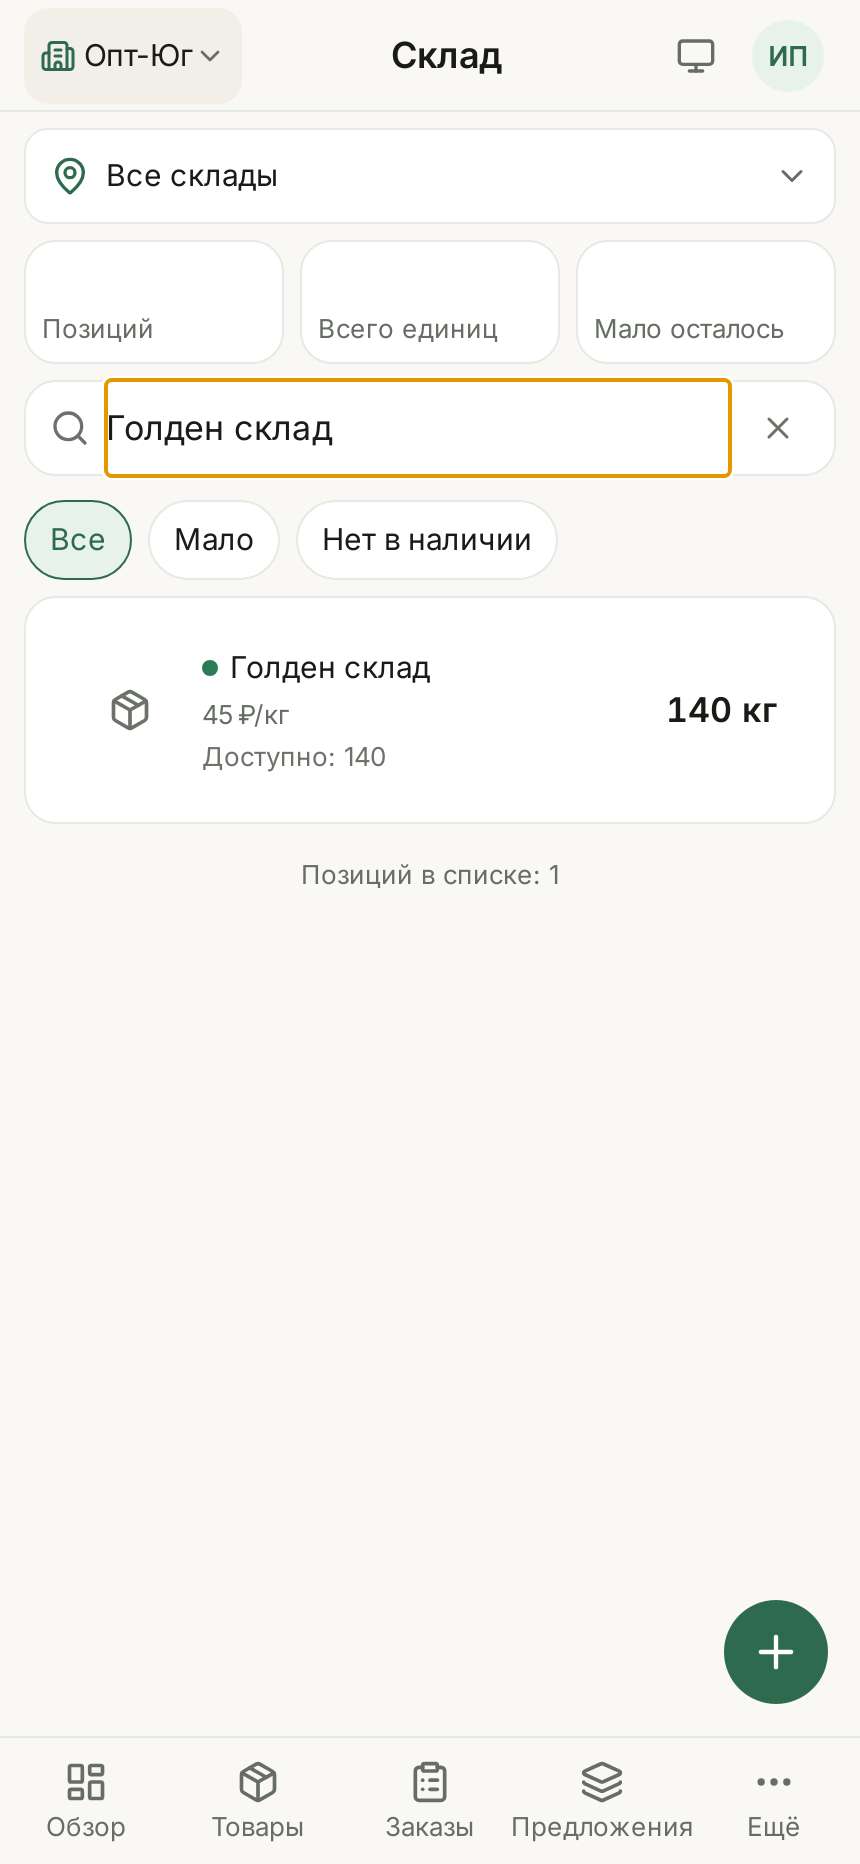 Опт-Юг
Склад
ИП
Все склады
Позиций
Всего единиц
Мало осталось
Голден склад
Все
Мало
Нет в наличии
Голден склад
45 ₽/кг
Доступно: 140
140 кг
Позиций в списке: 1
Обзор
Товары
Заказы
Предложения
Ещё